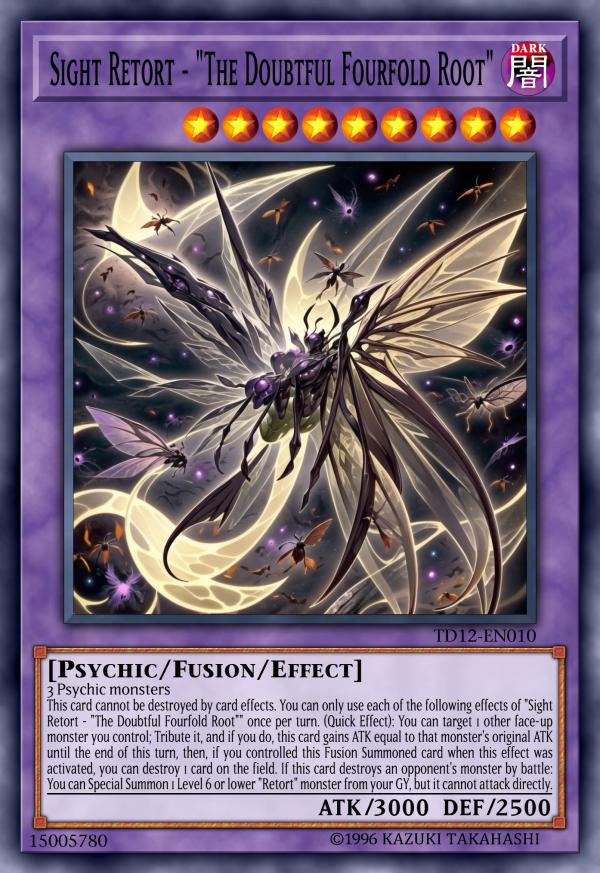 Sight Retort - "The Doubtful Fourfold Root"
DARK
闇
TD12-EN010
[Psychic/Fusion/Effect]
3 Psychic monsters
This card cannot be destroyed by card effects. You can only use each of the following effects of "Sight
Retort - "The Doubtful Fourfold Root"" once per turn. (Quick Effect): You can target 1 other face-up
monster you control; Tribute it, and if you do, this card gains ATK equal to that monster's original ATK
until the end of this turn, then, if you controlled this Fusion Summoned card when this effect was
activated, you can destroy 1 card on the field. If this card destroys an opponent's monster by battle:
You can Special Summon 1 Level 6 or lower "Retort" monster from your GY, but it cannot attack directly.
ATK/3000 DEF/2500
15005780
©1996 KAZUKI TAKAHASHI